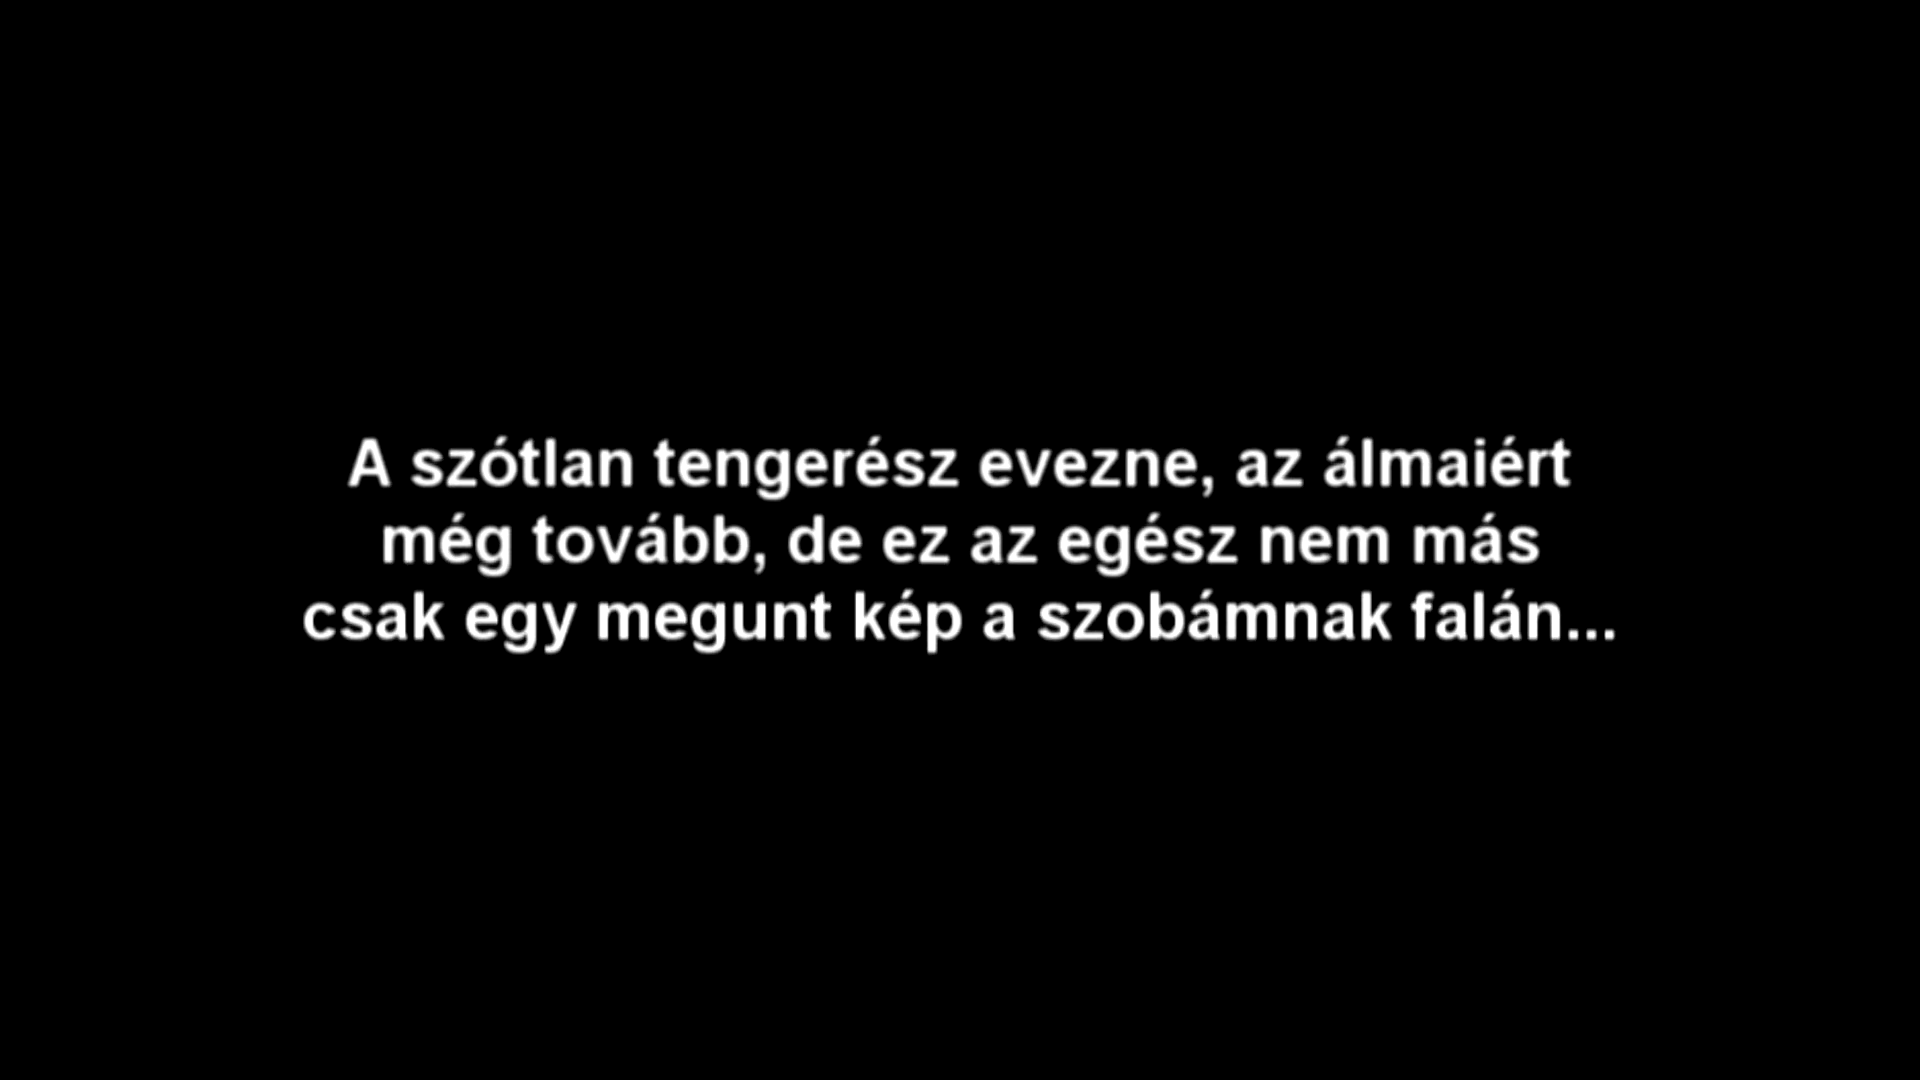 A szótlan tengerész evezne, az álmaiért
még tovább, de ez az egész nem más
csak egy megunt kép a szobámnak falán...